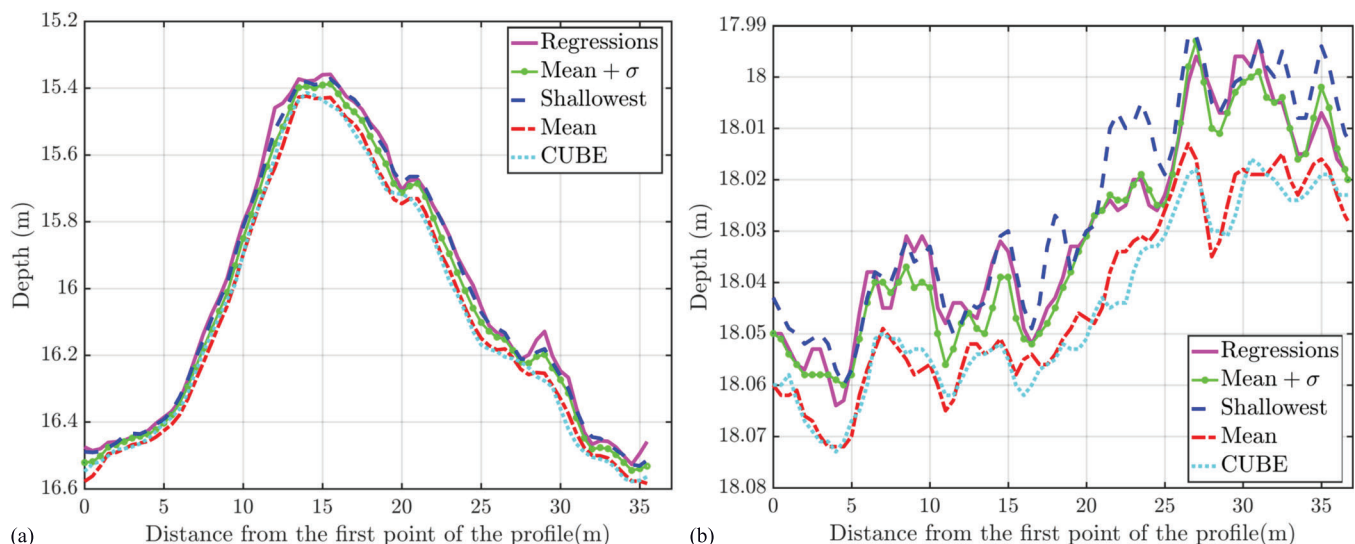 15.2
15.4
15.6
15.8
16
16.2
16.4
16.6
Depth (m)
0 5 10 15 20 25 30 35
Distance from the first point of the profile(m)
Regressions
Mean + σ
Shallowest
Mean
CUBE
(a)
17.99
18
18.01
18.02
18.03
18.04
18.05
18.06
18.07
18.08
Depth (m)
0 5 10 15 20 25 30 35
Distance from the first point of the profile(m)
Regressions
Mean + σ
Shallowest
Mean
CUBE
(b)